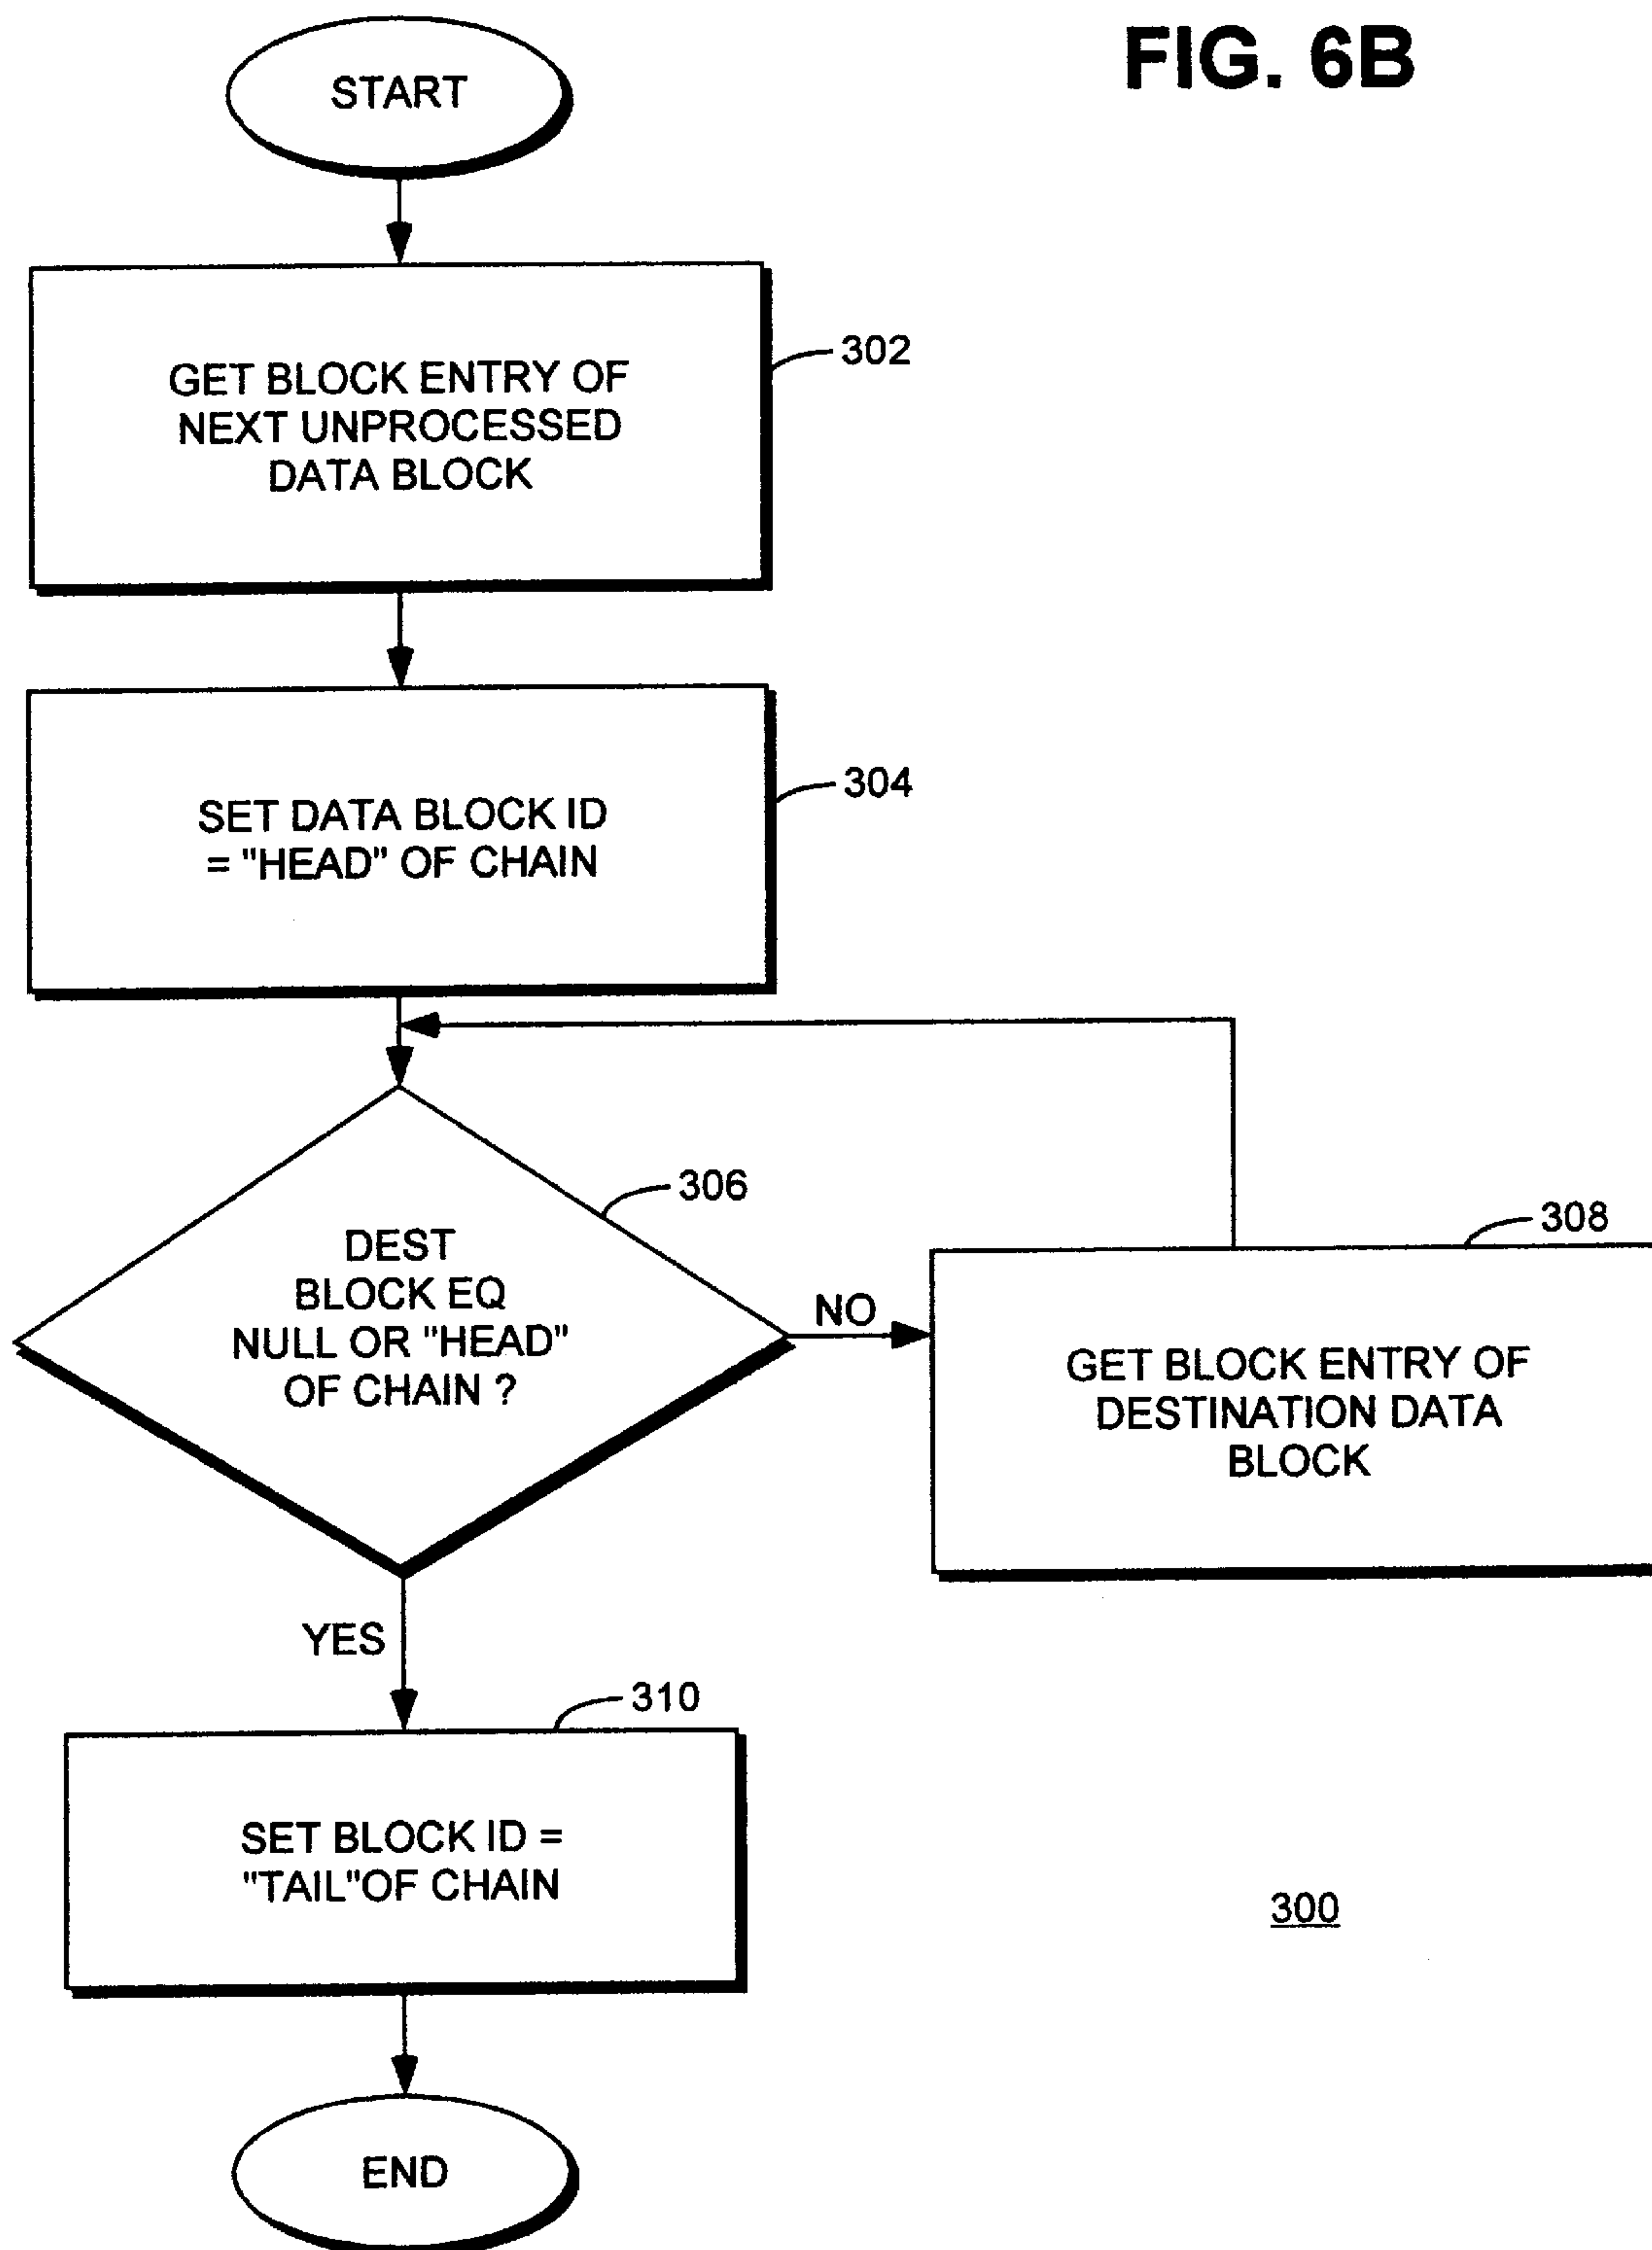 FIG. 6B
START
GET BLOCK ENTRY OF
NEXT UNPROCESSED
DATA BLOCK
302
SET DATA BLOCK ID
= "HEAD" OF CHAIN
304
DEST
BLOCK EQ
NULL OR "HEAD"
OF CHAIN ?
306
NO
GET BLOCK ENTRY OF
DESTINATION DATA
BLOCK
308
YES
SET BLOCK ID =
"TAIL"OF CHAIN
310
300
END